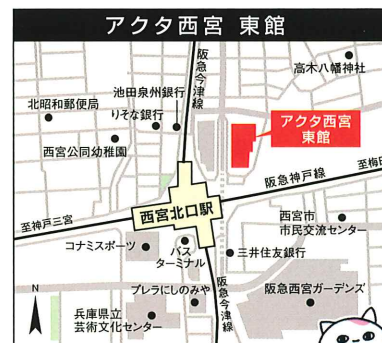 アクタ西宮 東館
阪急今津線
高木八幡神社
池田泉州銀行
北昭和郵便局
りそな銀行
アクタ西宮
東館
西宮公同幼稚園
至梅田
阪急神戸線
西宮北口駅
至神戸三宮
西宮市
市民交流センター
コナミスポーツ
バス
ターミナル
三井住友銀行
プレラにしのみや
阪急今津線
阪急西宮ガーデンズ
N
兵庫県立
芸術文化センター